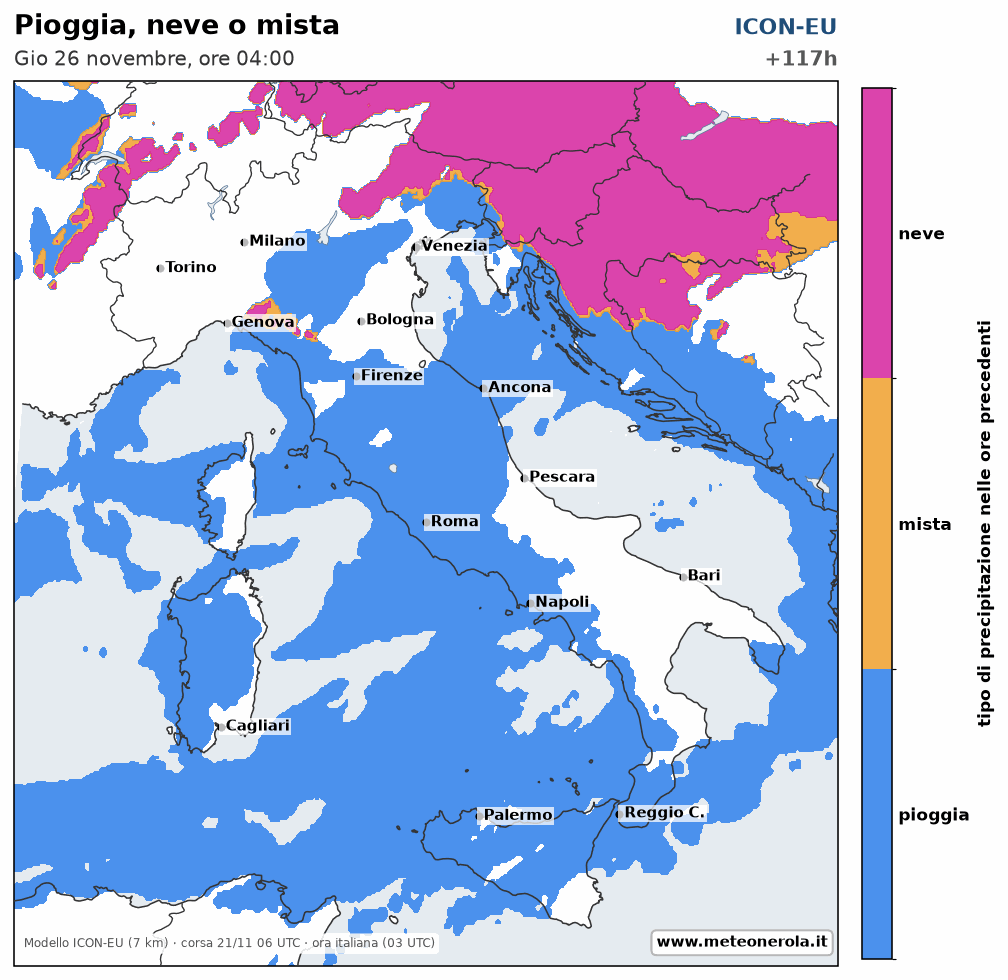 Pioggia, neve o mista
ICON-EU
Gio 26 novembre, ore 04:00
+117h
neve
mista
pioggia
tipo di precipitazione nelle ore precedenti
Milano
Venezia
Torino
Genova
Bologna
Firenze
Ancona
Pescara
Roma
Bari
Napoli
Cagliari
Palermo
Reggio C.
Modello ICON-EU (7 km) · corsa 21/11 06 UTC · ora italiana (03 UTC)
www.meteonerola.it